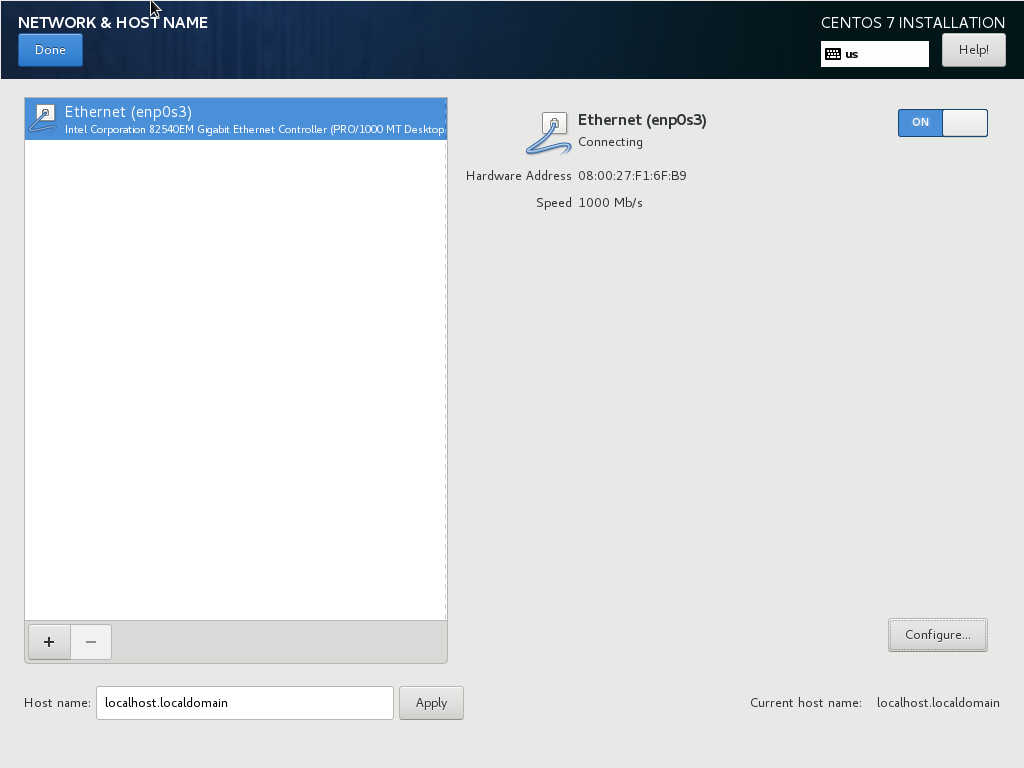 NETWORK & HOST NAME
CENTOS 7 INSTALLATION
Done
us
Help!
Ethernet (enp0s3)
Intel Corporation 82540EM Gigabit Ethernet Controller (PRO/1000 MT Desktop
Ethernet (enp0s3)
Connecting
ON
Hardware Address 08:00:27:F1:6F:B9
Speed 1000 Mb/s
+ −
Configure...
Host name: localhost.localdomain Apply
Current host name: localhost.localdomain